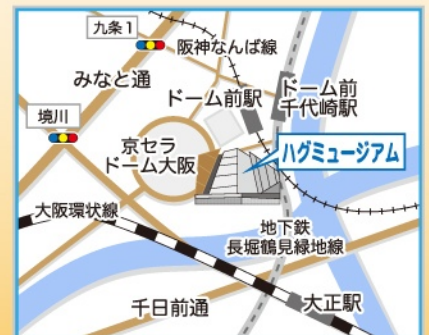 九条1
阪神なんば線
みなと通
ドーム前駅
ドーム前
千代崎駅
境川
京セラ
ドーム大阪
ハグミュージアム
大阪環状線
地下鉄
長堀鶴見緑地線
千日前通
大正駅